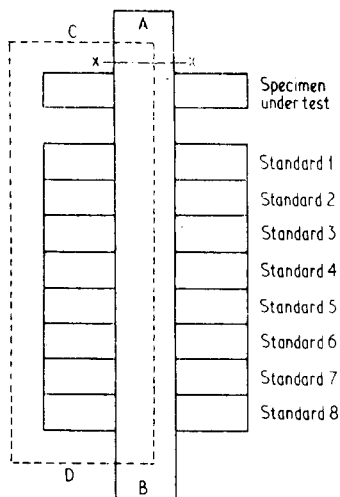 A
C
x x
Specimen
under test
Standard 1
Standard 2
Standard 3
Standard 4
Standard 5
Standard 6
Standard 7
Standard 8
D
B